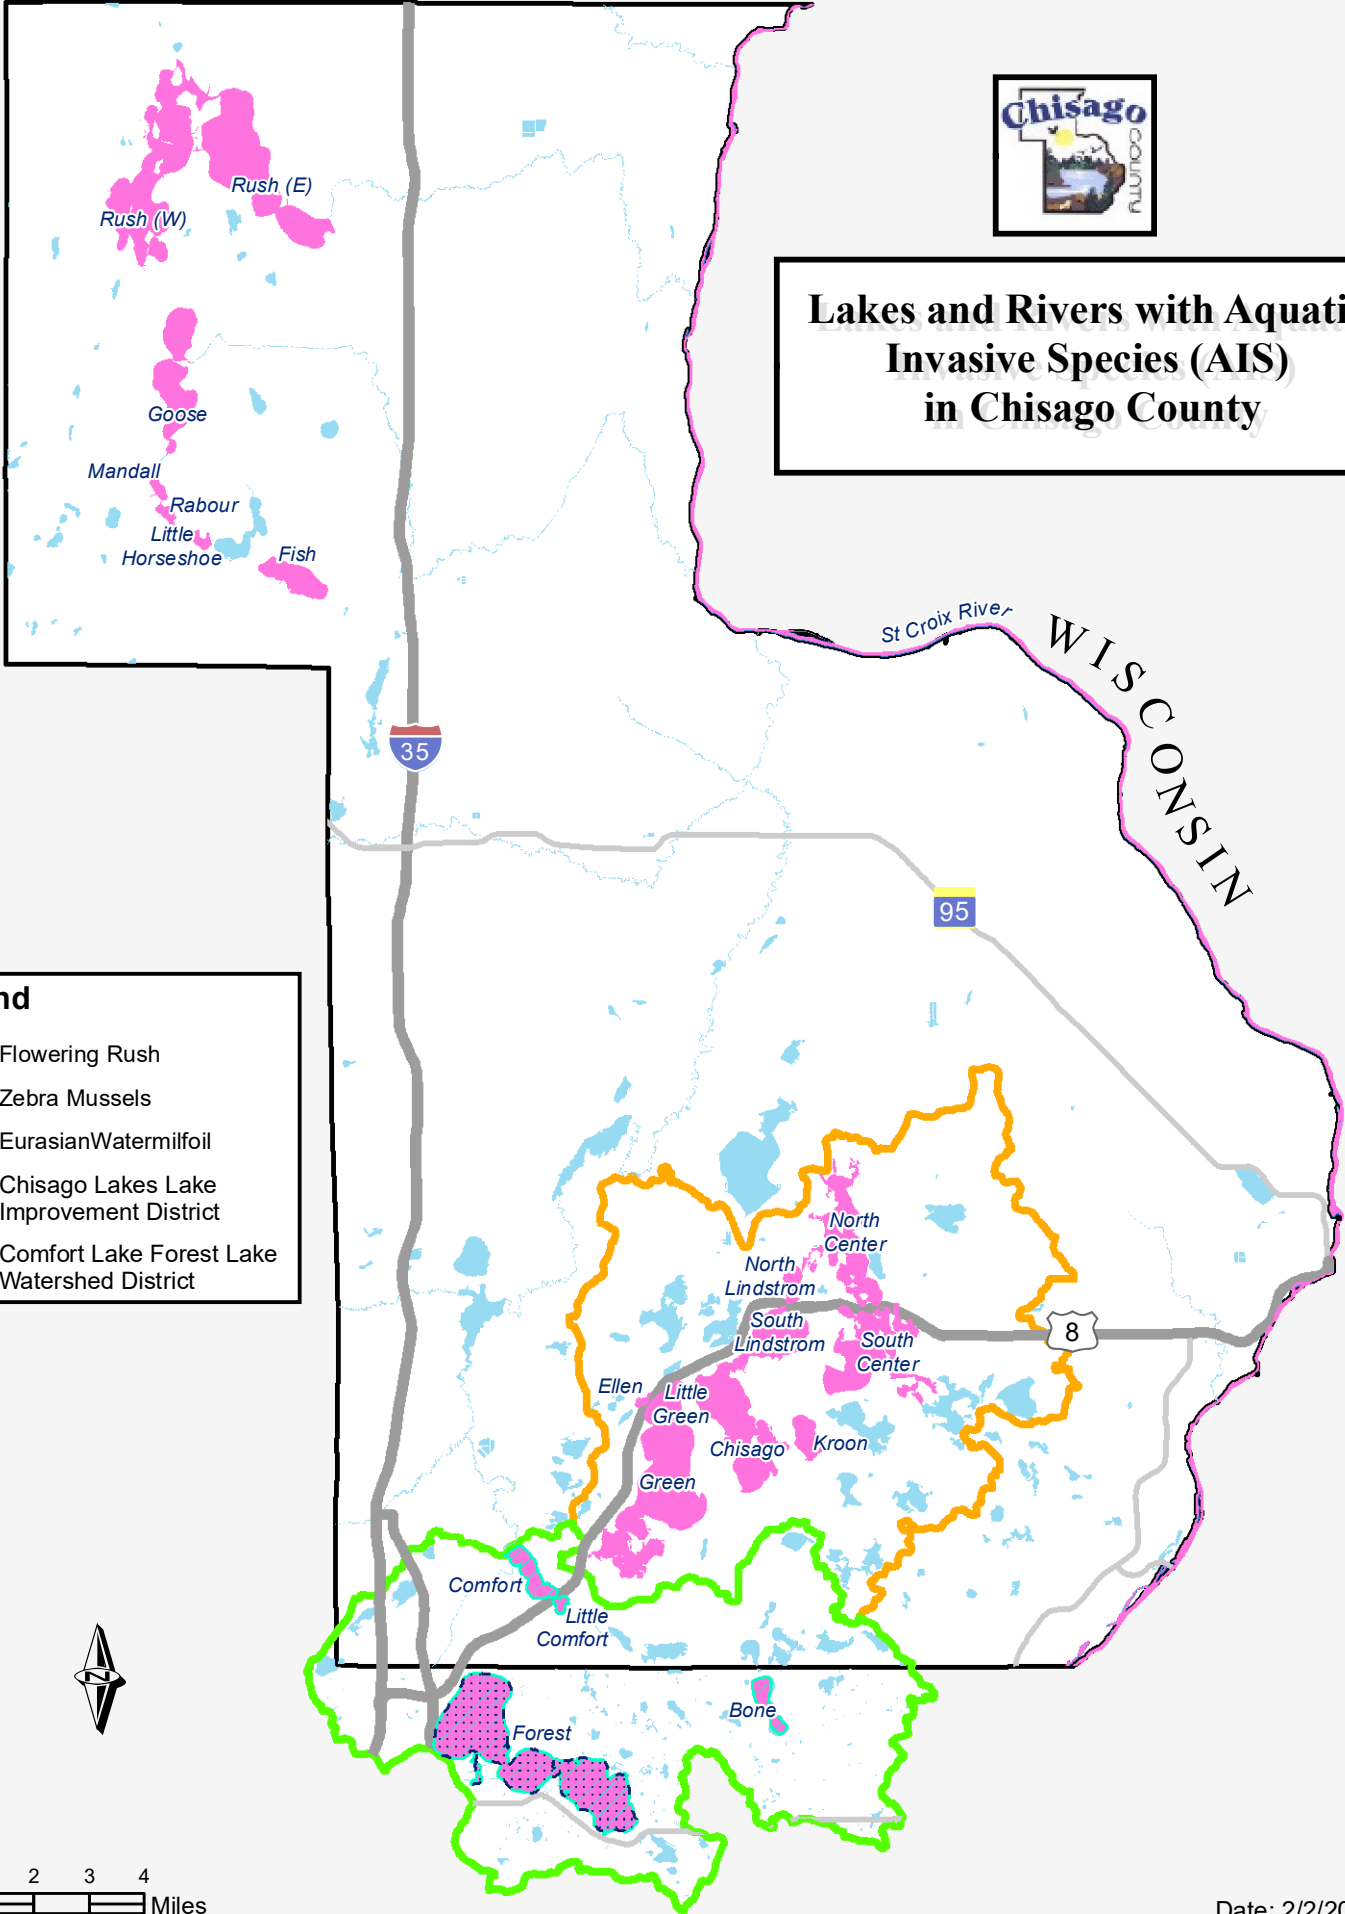 Chisago
COUNTY
Lakes and Rivers with Aquati
Invasive Species (AIS)
in Chisago County
Rush (E)
Rush (W)
Goose
Mandall
Rabour
Little
Horseshoe
Fish
St Croix River
WISCONSIN
35
95
nd
Flowering Rush
Zebra Mussels
EurasianWatermilfoil
Chisago Lakes Lake
Improvement District
Comfort Lake Forest Lake
Watershed District
North
Center
North
Lindstrom
South
Lindstrom
8
South
Center
Ellen
Little
Green
Chisago
Kroon
Green
Comfort
Little
Comfort
N
Bone
Forest
2 3 4
Miles
Date: 2/2/20